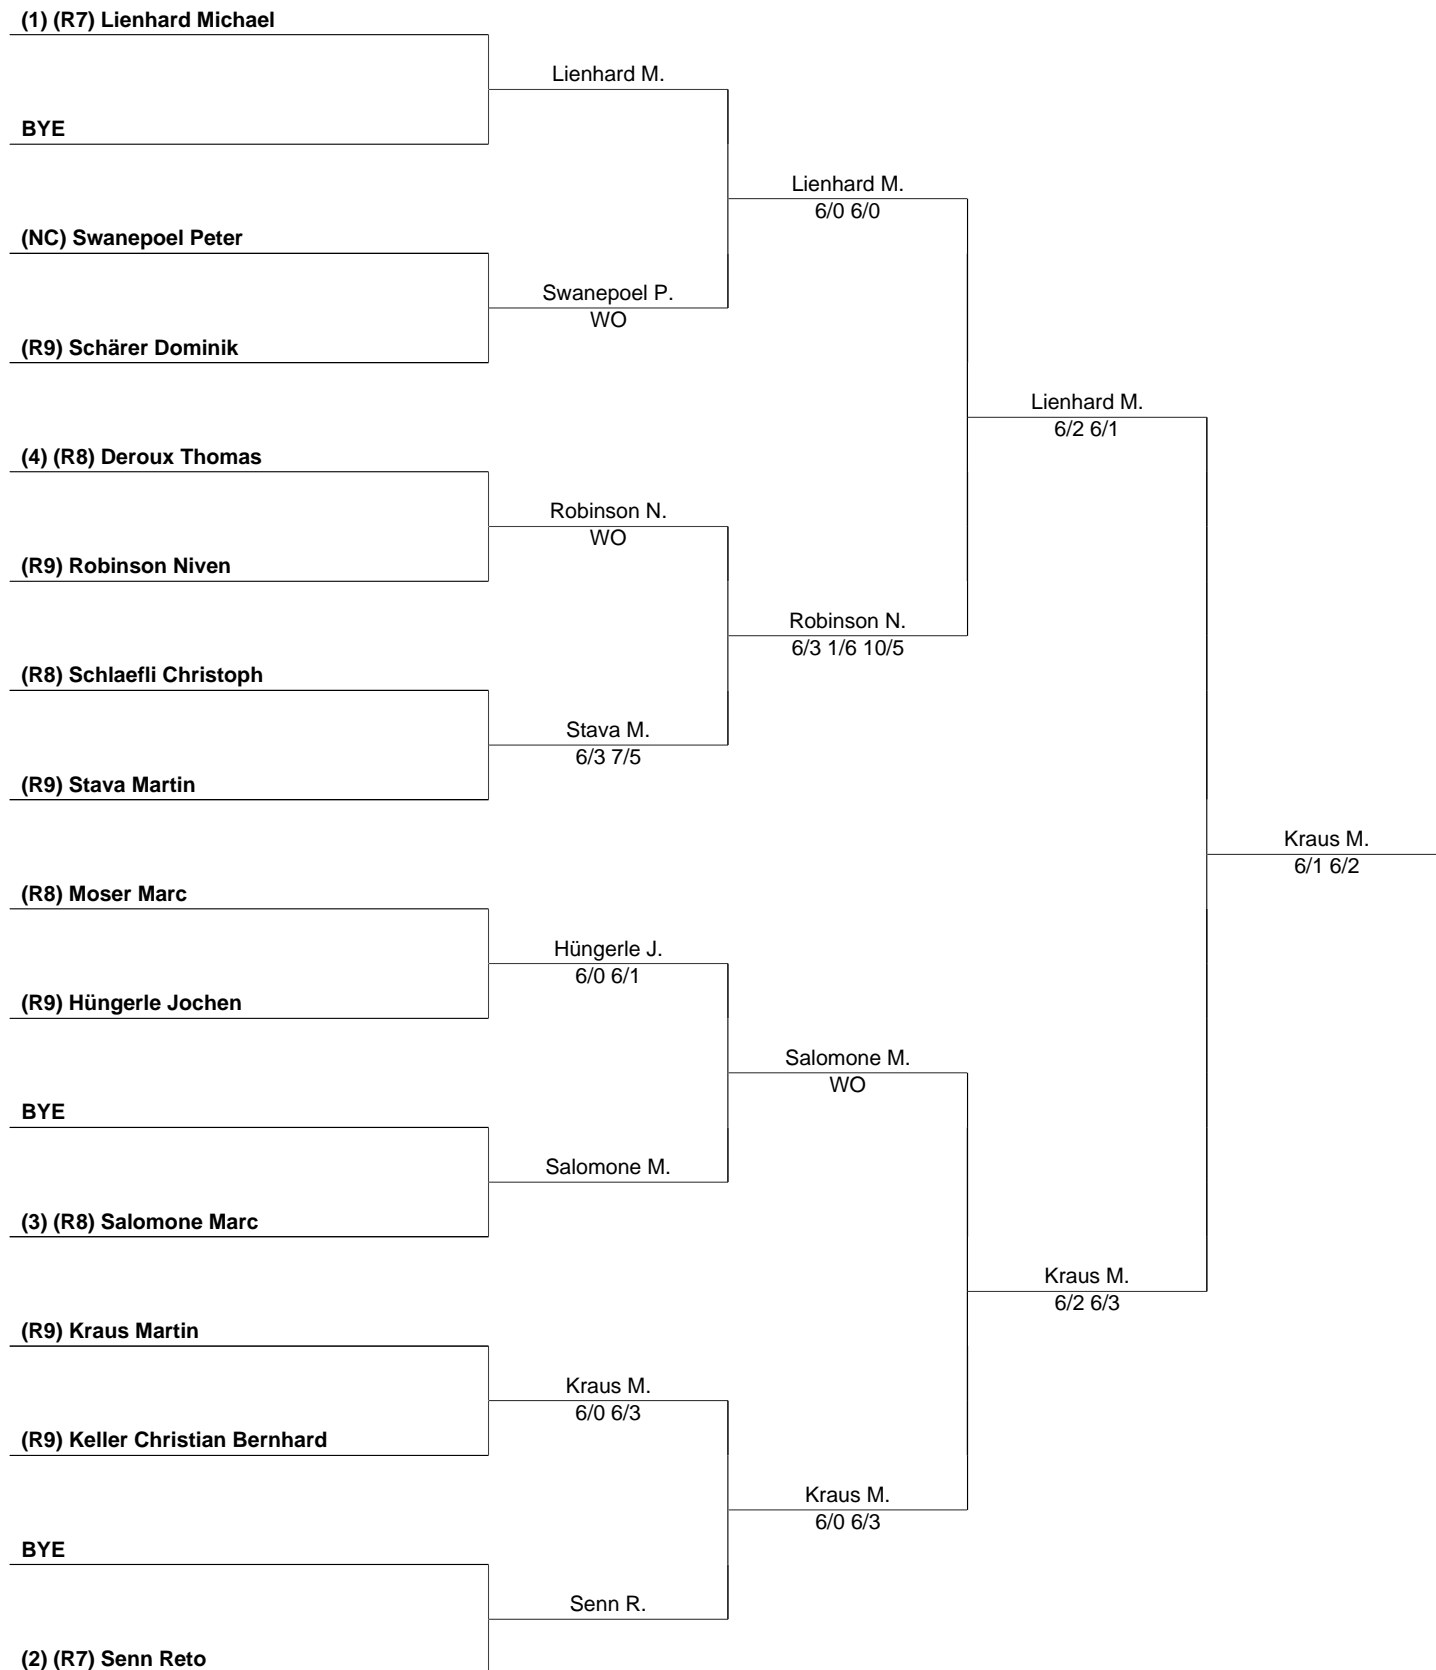 (1) (R7) Lienhard Michael
Lienhard M.
BYE
Lienhard M.
6/0 6/0
(NC) Swanepoel Peter
Swanepoel P.
WO
(R9) Schärer Dominik
Lienhard M.
6/2 6/1
(4) (R8) Deroux Thomas
Robinson N.
WO
(R9) Robinson Niven
Robinson N.
6/3 1/6 10/5
(R8) Schlaefli Christoph
Stava M.
6/3 7/5
(R9) Stava Martin
Kraus M.
6/1 6/2
(R8) Moser Marc
Hüngerle J.
6/0 6/1
(R9) Hüngerle Jochen
Salomone M.
WO
BYE
Salomone M.
(3) (R8) Salomone Marc
Kraus M.
6/2 6/3
(R9) Kraus Martin
Kraus M.
6/0 6/3
(R9) Keller Christian Bernhard
Kraus M.
6/0 6/3
BYE
Senn R.
(2) (R7) Senn Reto